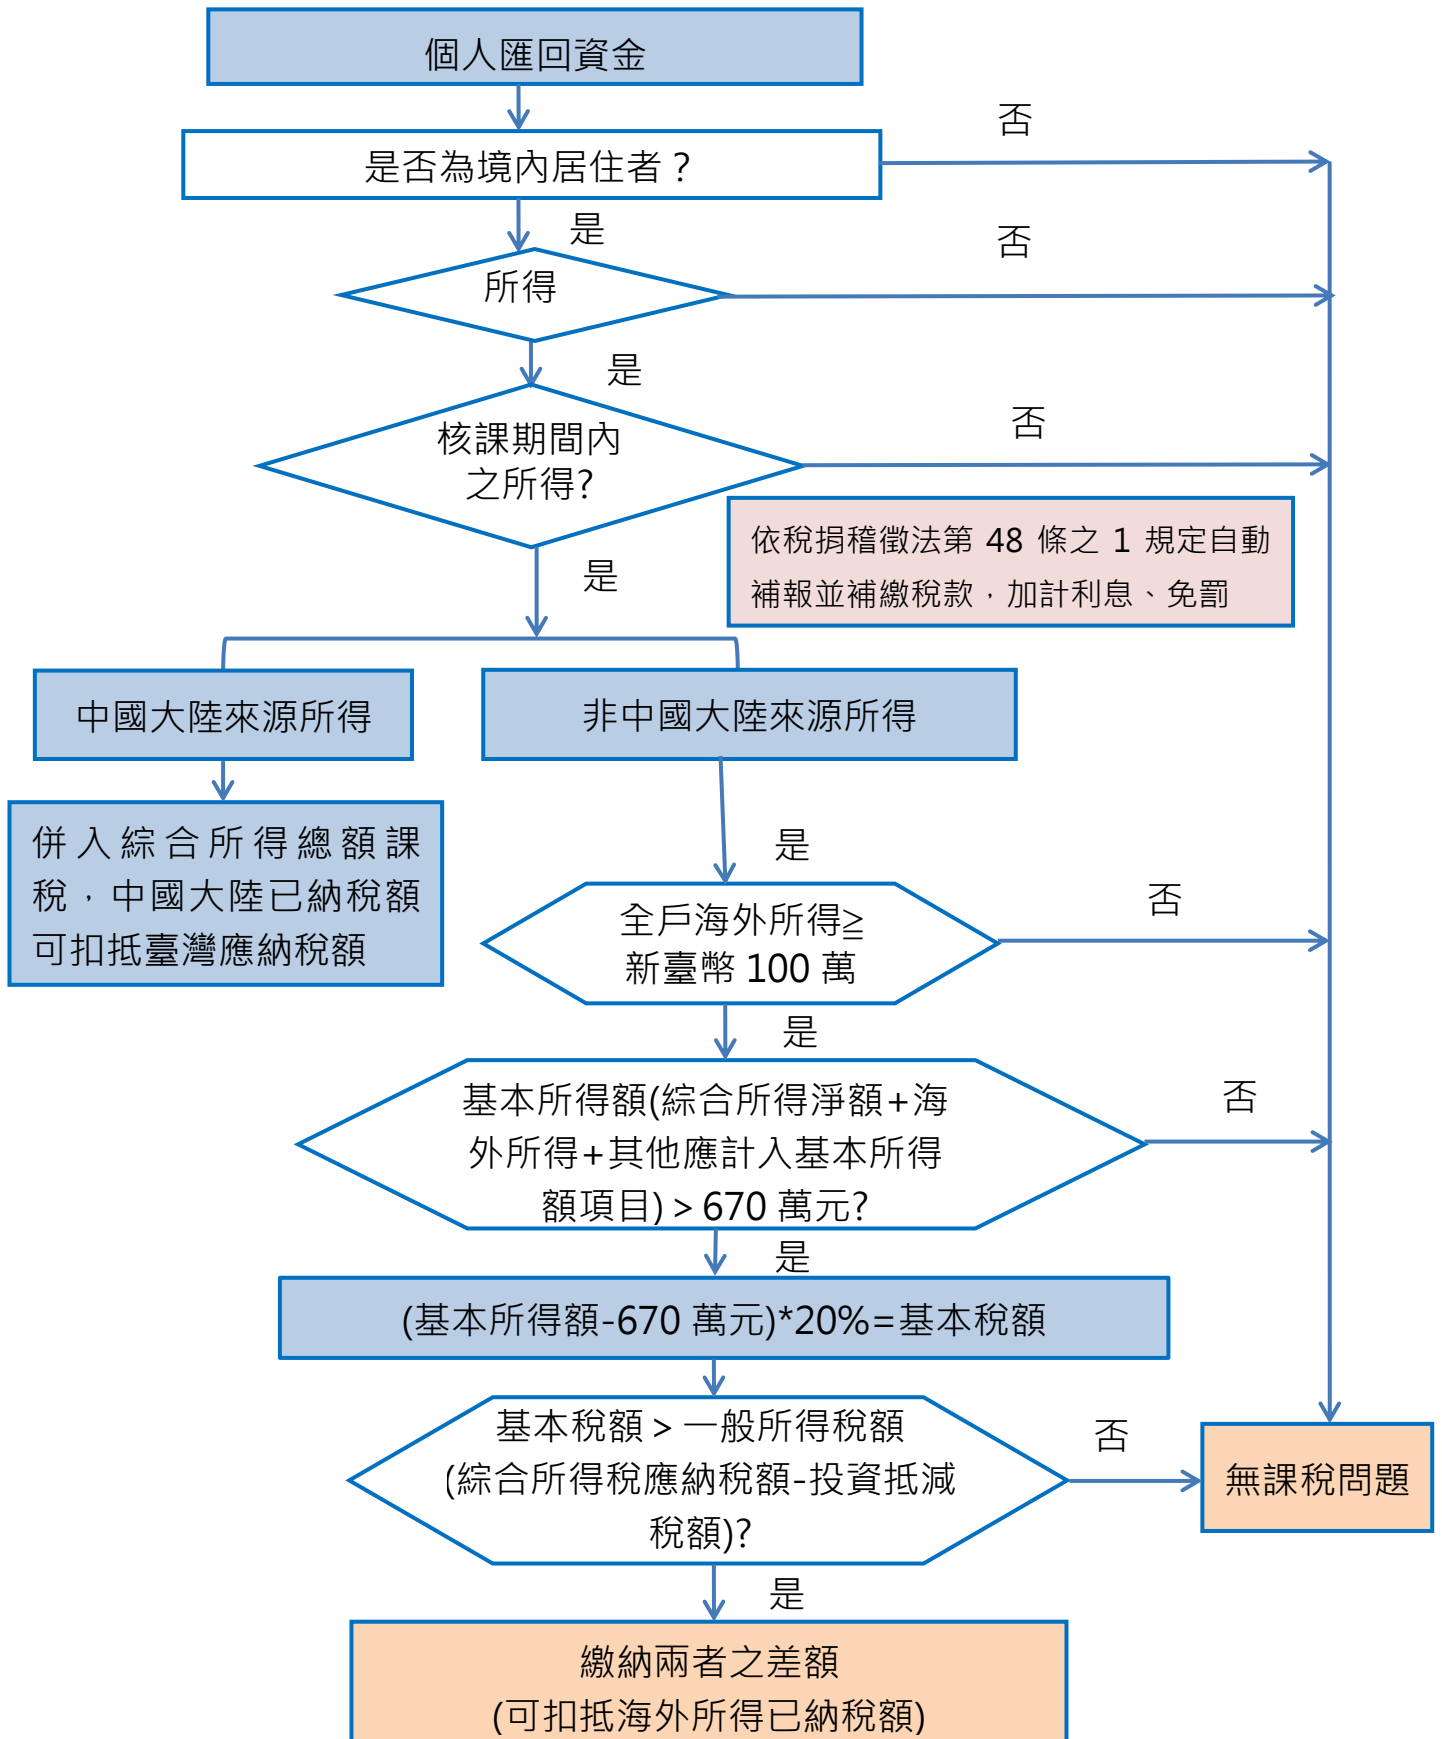 個人匯回資金
否
是否為境內居住者？
是
否
所得
是
否
核課期間內
之所得?
依稅捐稽徵法第 48 條之 1 規定自動
補報並補繳稅款，加計利息、免罰
是
中國大陸來源所得
非中國大陸來源所得
併入綜合所得總額課
稅，中國大陸已納稅額
可扣抵臺灣應納稅額
是
否
全戶海外所得≧
新臺幣 100 萬
是
基本所得額(綜合所得淨額+海
外所得+其他應計入基本所得
額項目)＞670 萬元?
否
是
(基本所得額-670 萬元)*20%=基本稅額
基本稅額＞一般所得稅額
(綜合所得稅應納稅額-投資抵減
稅額)?
否
無課稅問題
是
繳納兩者之差額
(可扣抵海外所得已納稅額)